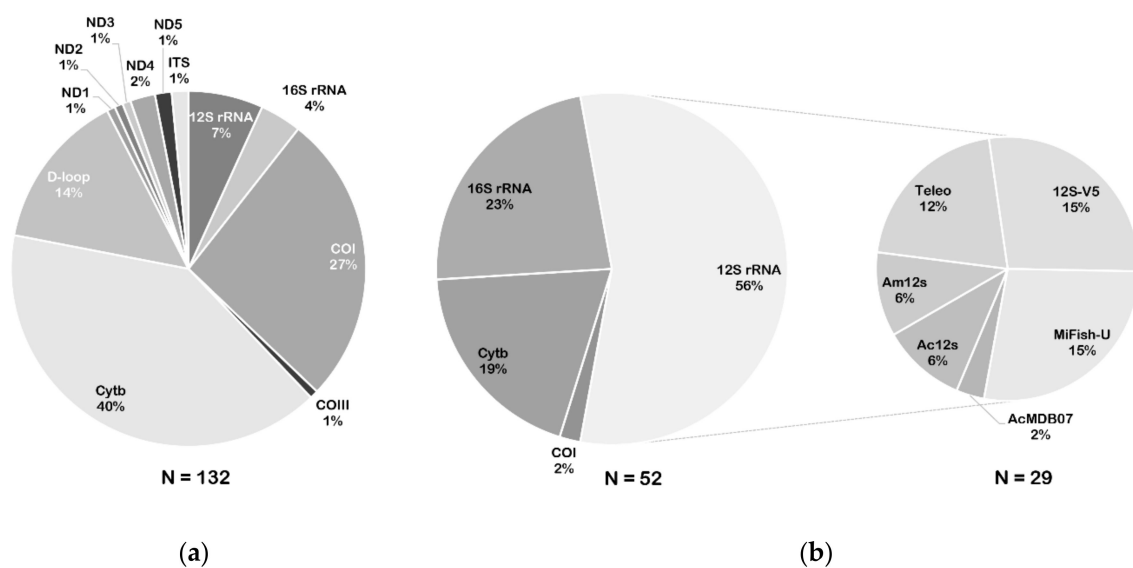 ND3
1%
ND5
1%
ND2
1%
ND4
2%
ITS
1%
ND1
1%
16S rRNA
4%
12S rRNA
7%
D-loop
14%
COI
27%
Cytb
40%
COIII
1%
N = 132
(a)
16S rRNA
23%
12S rRNA
56%
Cytb
19%
COI
2%
N = 52
Teleo
12%
12S-V5
15%
Am12s
6%
Ac12s
6%
MiFish-U
15%
AcMDB07
2%
N = 29
(b)